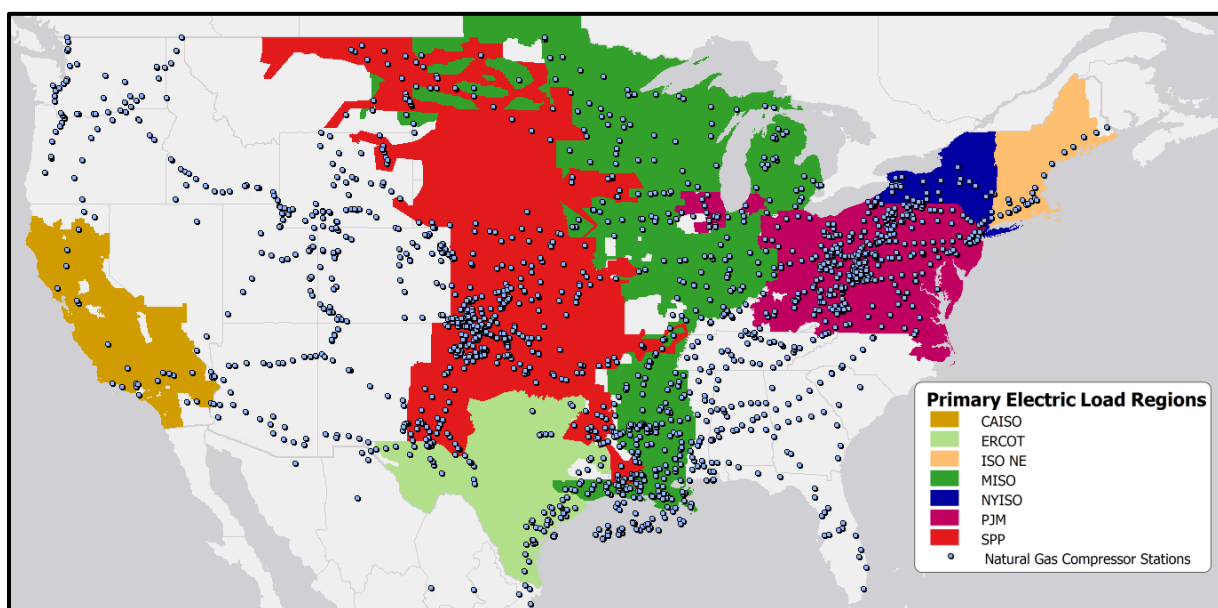 Primary Electric Load Regions
CAISO
ERCOT
ISO NE
MISO
NYISO
PJM
SPP
Natural Gas Compressor Stations